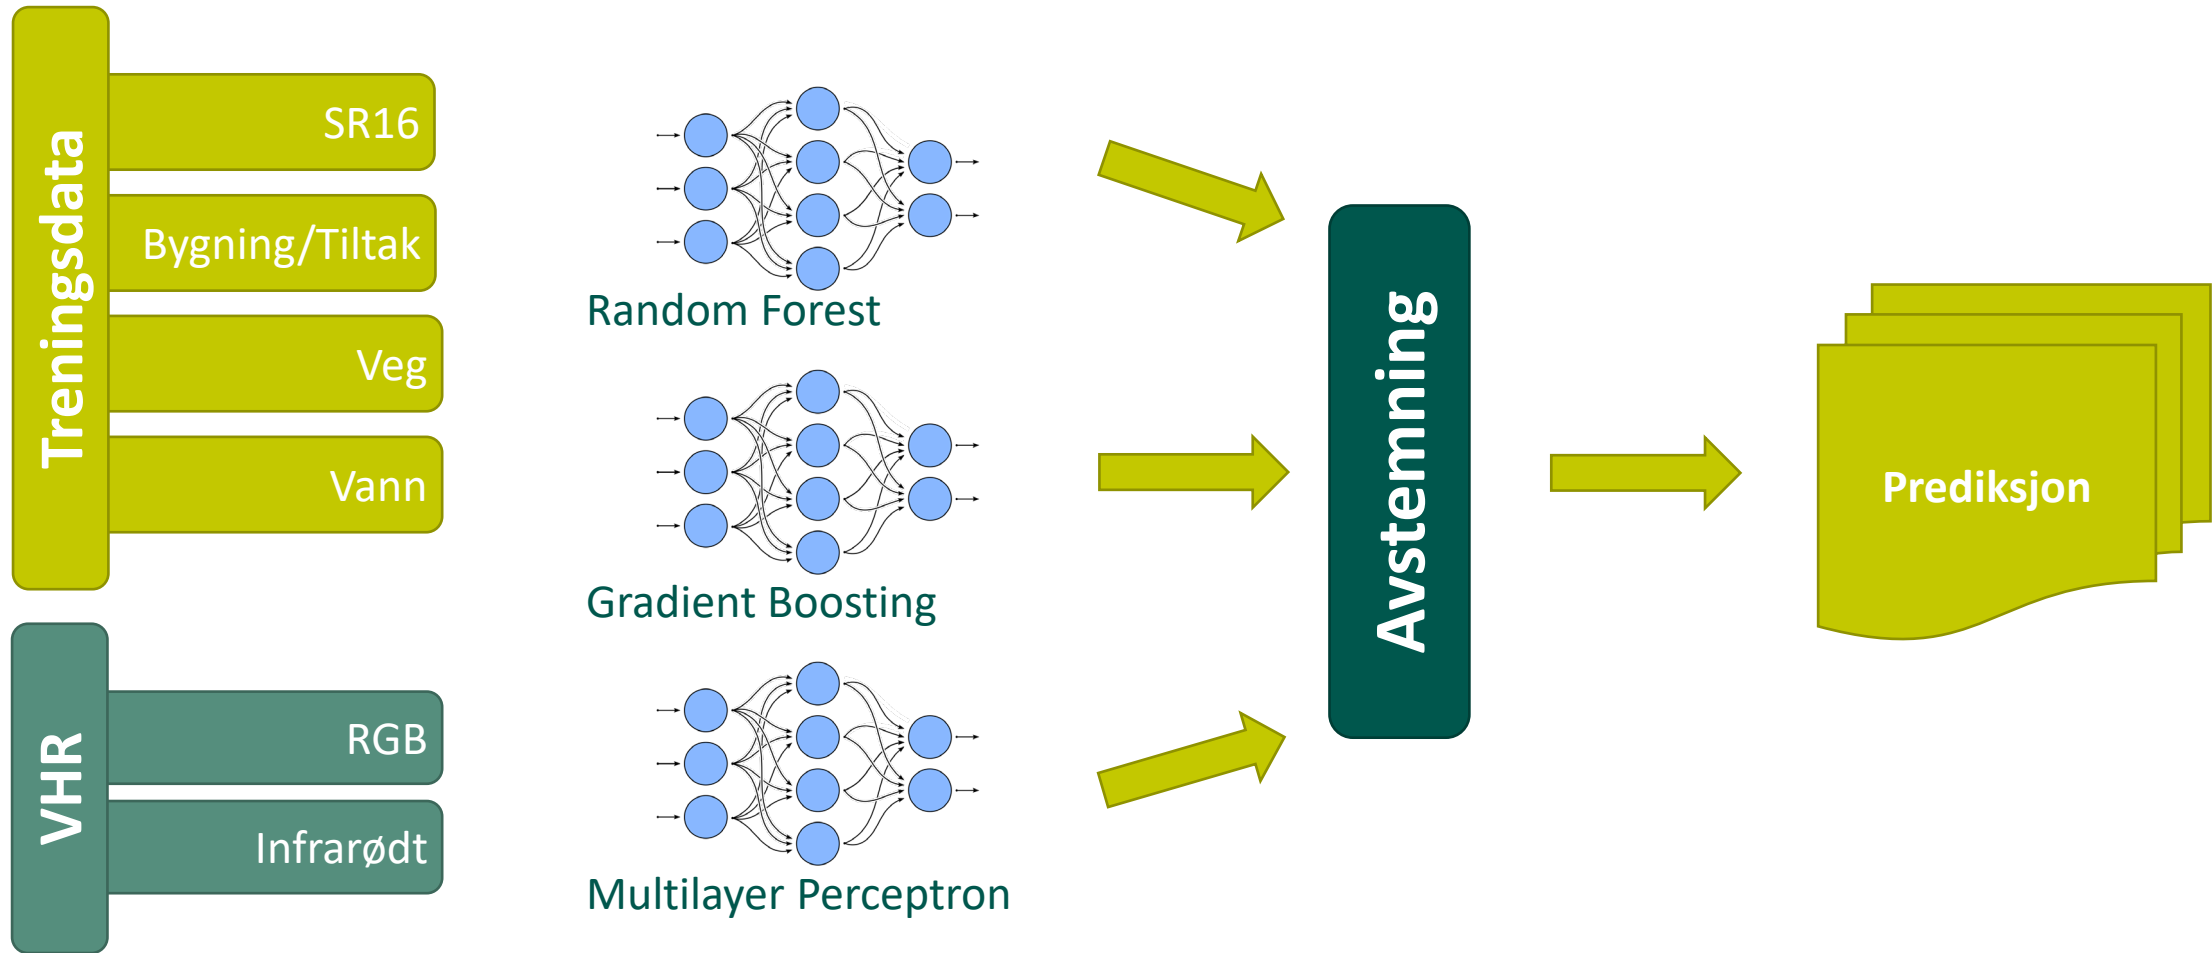 Treningsdata
SR16
Bygning/Tiltak
Veg
Vann
VHR
RGB
Infrarødt
Random Forest
Gradient Boosting
Multilayer Perceptron
Avstemning
Prediksjon